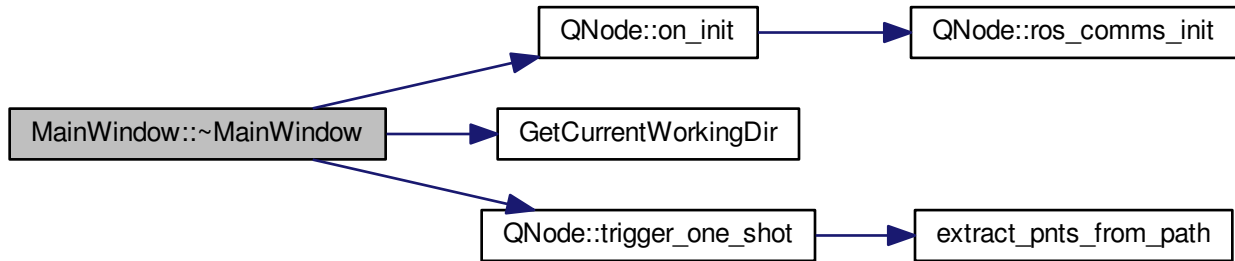 QNode::on_init
QNode::ros_comms_init
MainWindow::~MainWindow
GetCurrentWorkingDir
QNode::trigger_one_shot
extract_pnts_from_path